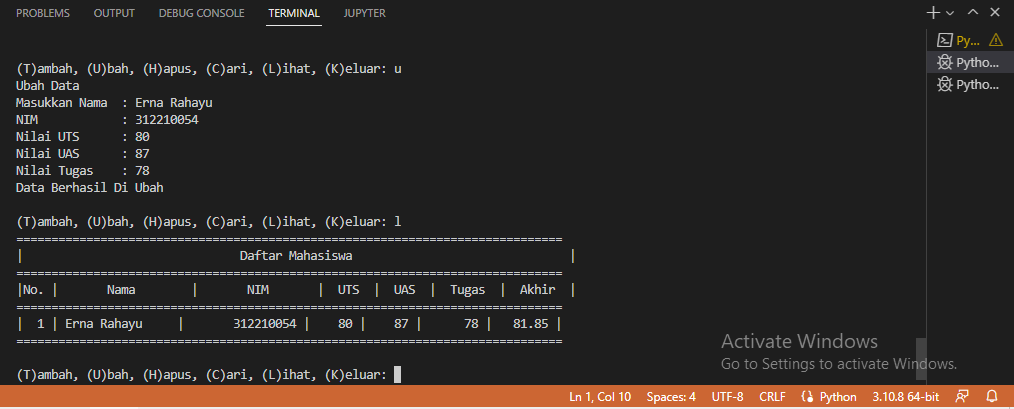 PROBLEMS OUTPUT DEBUG CONSOLE TERMINAL JUPYTER
Py...
Python...
Python...
(T)ambah, (U)bah, (H)apus, (C)ari, (L)ihat, (K)eluar: u
Ubah Data
Masukkan Nama : Erna Rahayu
NIM : 312210054
Nilai UTS : 80
Nilai UAS : 87
Nilai Tugas : 78
Data Berhasil Di Ubah
(T)ambah, (U)bah, (H)apus, (C)ari, (L)ihat, (K)eluar: l
==============================================================================
| Daftar Mahasiswa |
==============================================================================
|No. | Nama | NIM | UTS | UAS | Tugas | Akhir |
==============================================================================
| 1 | Erna Rahayu | 312210054 | 80 | 87 | 78 | 81.85 |
==============================================================================
(T)ambah, (U)bah, (H)apus, (C)ari, (L)ihat, (K)eluar:
Activate Windows
Go to Settings to activate Windows.
Ln 1, Col 10 Spaces: 4 UTF-8 CRLF Python 3.10.8 64-bit